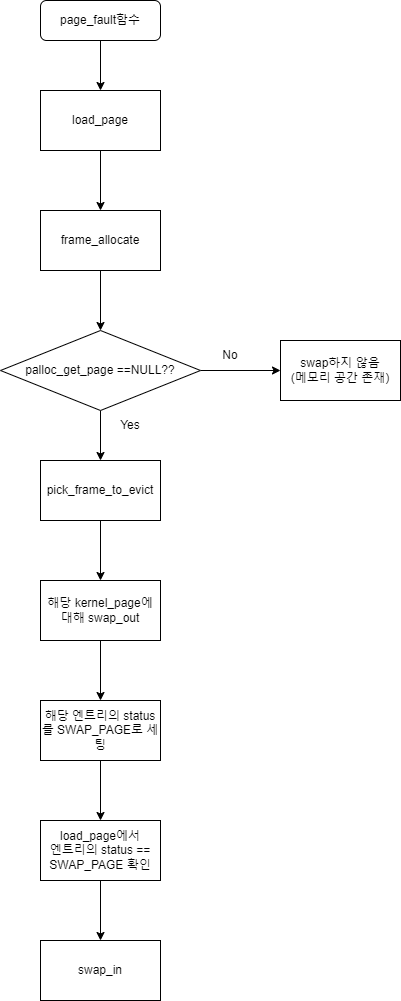 page_fault함수
load_page
frame_allocate
palloc_get_page ==NULL??
No
swap하지 않음
(메모리 공간 존재)
Yes
pick_frame_to_evict
해당 kernel_page에
대해 swap_out
해당 엔트리의 status
를 SWAP_PAGE로 세
팅
load_page에서
엔트리의 status ==
SWAP_PAGE 확인
swap_in